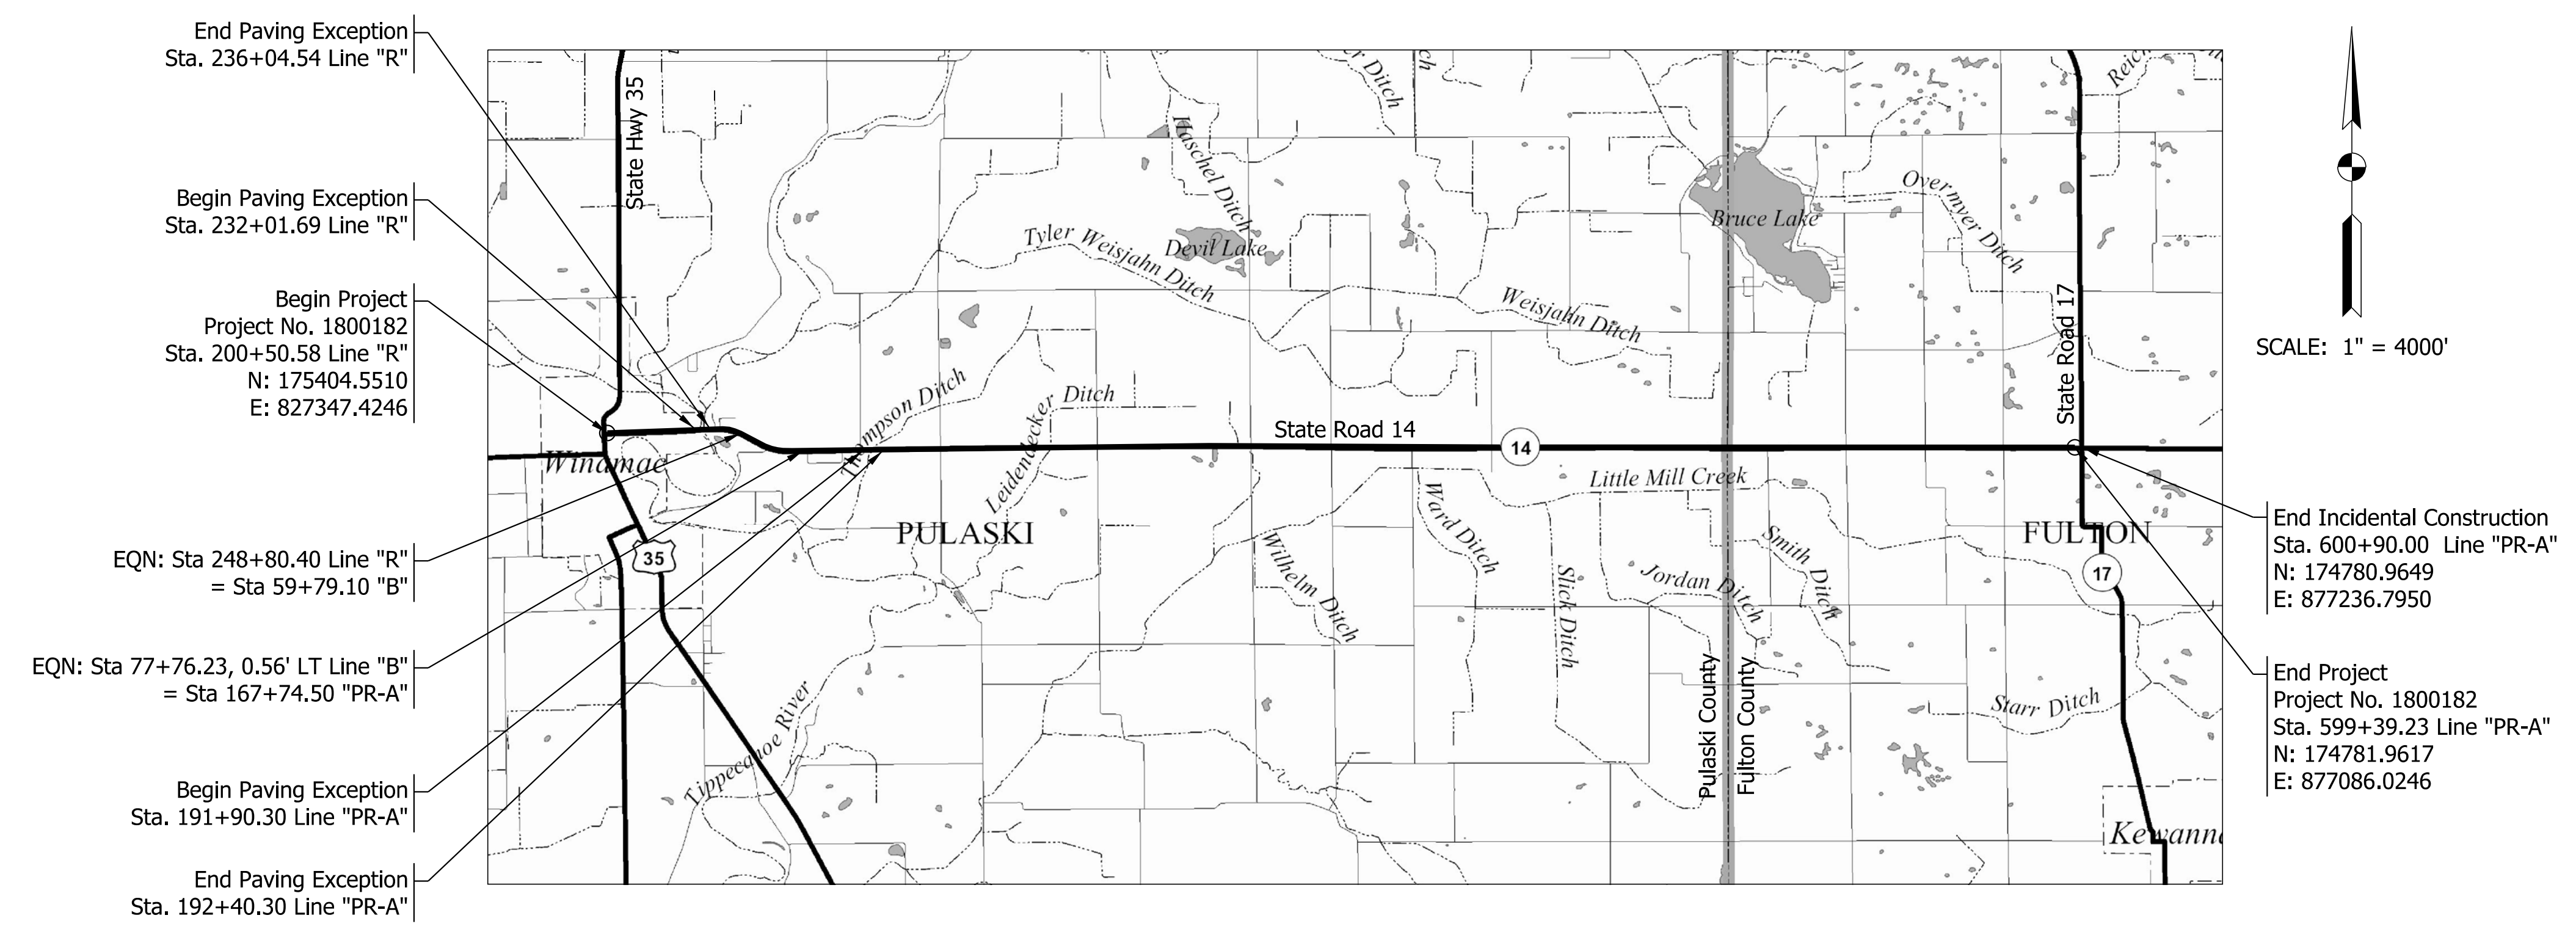 End Paving Exception
Sta. 236+04.54 Line "R"
Begin Paving Exception
Sta. 232+01.69 Line "R"
Begin Project
Project No. 1800182
Sta. 200+50.58 Line "R"
N: 175404.5510
E: 827347.4246
EQN: Sta 248+80.40 Line "R"
= Sta 59+79.10 "B"
EQN: Sta 77+76.23, 0.56' LT Line "B"
= Sta 167+74.50 "PR-A"
Begin Paving Exception
Sta. 191+90.30 Line "PR-A"
End Paving Exception
Sta. 192+40.30 Line "PR-A"
State Hwy 35
Haschel Ditch
Tyler Weisjahn Ditch
Devil Lake
Weisjahn Ditch
Bruce Lake
Overmyer Ditch
State Road 17
Thompson Ditch
Leidendecker Ditch
State Road 14
14
Winamac
PULASKI
35
Little Mill Creek
Ward Ditch
Wilhelm Ditch
Slick Ditch
Jordan Ditch
Smith Ditch
FULTON
17
Tippecanoe River
Pulaski County
Fulton County
Starr Ditch
Kewanna
SCALE: 1" = 4000'
End Incidental Construction
Sta. 600+90.00 Line "PR-A"
N: 174780.9649
E: 877236.7950
End Project
Project No. 1800182
Sta. 599+39.23 Line "PR-A"
N: 174781.9617
E: 877086.0246